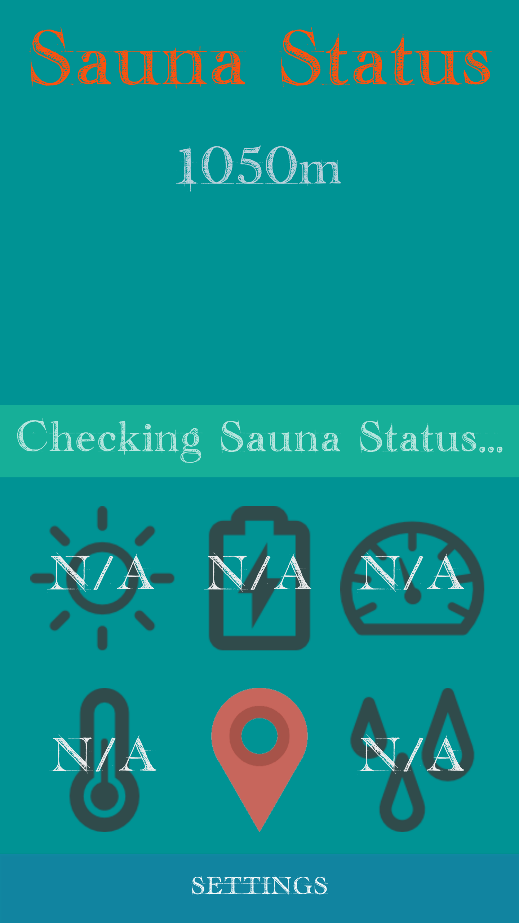 Sauna Status
1050m
Checking Sauna Status...
N/A N/A N/A
N/A N/A
SETTINGS